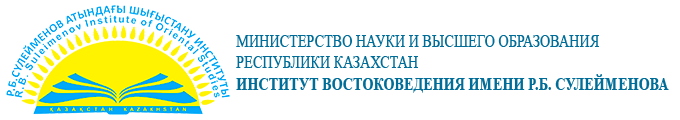 Р.Б.СУЛЕЙМЕНОВ АТЫНДАҒЫ ШЫҒЫСТАНУ ИНСТИТУТЫ
R.B. Suleimenov Institute of Oriental Studies
ҚАЗАҚСТАН KAZAKHSTAN
МИНИСТЕРСТВО НАУКИ И ВЫСШЕГО ОБРАЗОВАНИЯ
РЕСПУБЛИКИ КАЗАХСТАН
ИНСТИТУТ ВОСТОКОВЕДЕНИЯ ИМЕНИ Р.Б. СУЛЕЙМЕНОВА